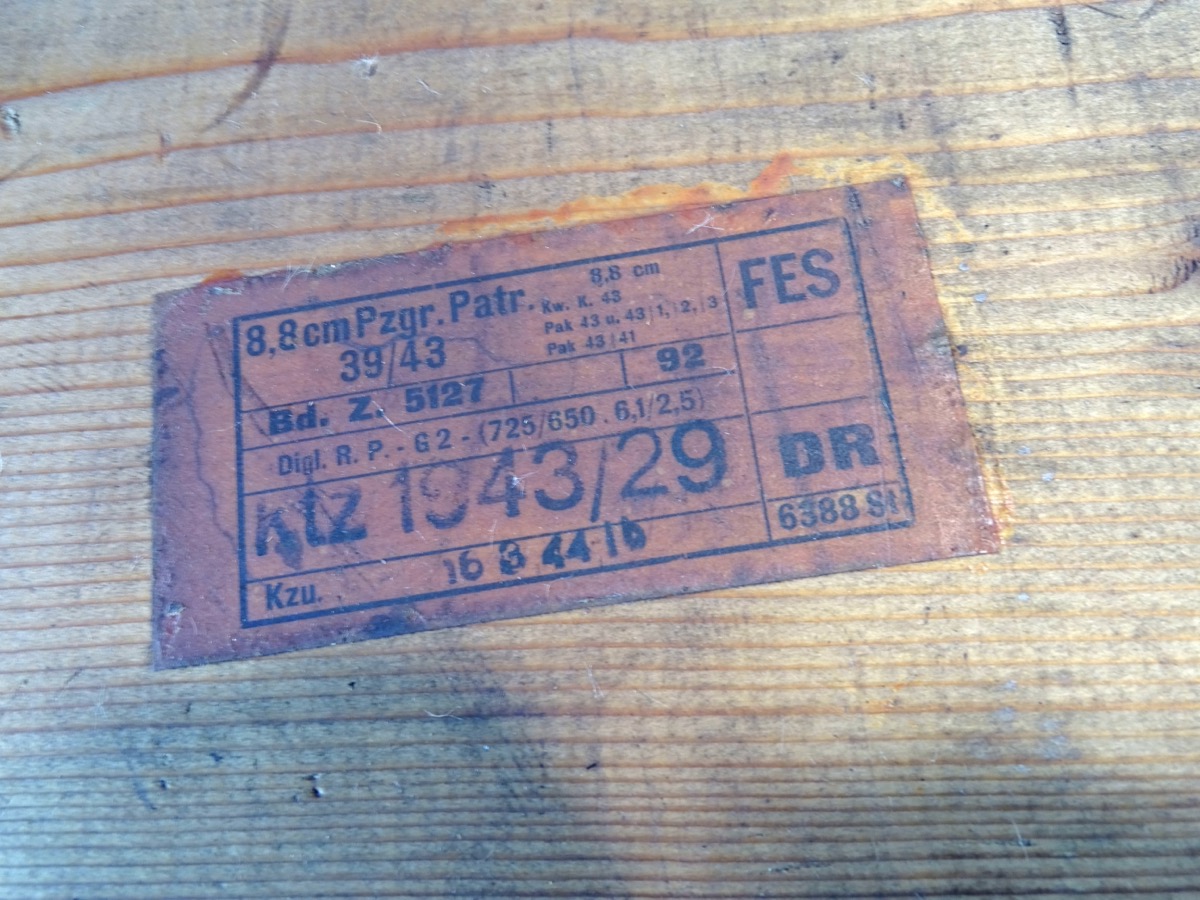 8,8 cm Pzgr. Patr.
39/43
8,8 cm
Kw. K. 43
Pak 43 u. 43|1,|2,|3
Pak 43|41
FES
Bd. Z. 5127
92
Digl. R. P. - G 2 - (725/650 . 6,1/2,5)
ktz 1943/29
DR
6388 St
Kzu.
16 3 44 16